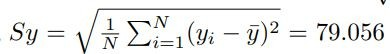 Sy = √(1/N ∑_{i=1}^{N}(y_i − ȳ)²) = 79.056